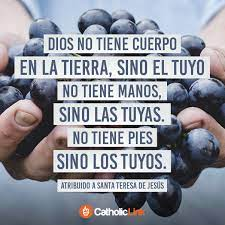 DIOS NO TIENE CUERPO
EN LA TIERRA, SINO EL TUYO
NO TIENE MANOS,
SINO LAS TUYAS.
NO TIENE PIES
SINO LOS TUYOS.
ATRIBUIDO A SANTA TERESA DE JESÚS
CatholicLink